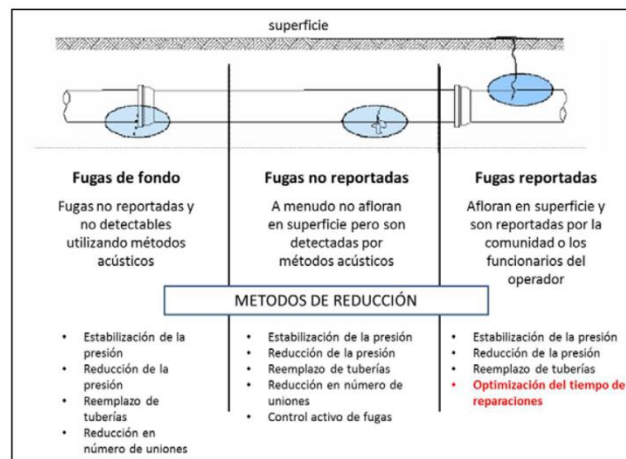 superficie
Fugas de fondo
Fugas no reportadas y
no detectables
utilizando métodos
acústicos
Fugas no reportadas
A menudo no afloran
en superficie pero son
detectadas por
métodos acústicos
Fugas reportadas
Afloran en superficie y
son reportadas por la
comunidad o los
funcionarios del
operador
METODOS DE REDUCCIÓN
• Estabilización de la
presión
• Reducción de la
presión
• Reemplazo de
tuberías
• Reducción en
número de uniones
• Estabilización de la presión
• Reducción de la presión
• Reemplazo de tuberías
• Reducción en número de
uniones
• Control activo de fugas
• Estabilización de la presión
• Reducción de la presión
• Reemplazo de tuberías
• Optimización del tiempo de
reparaciones